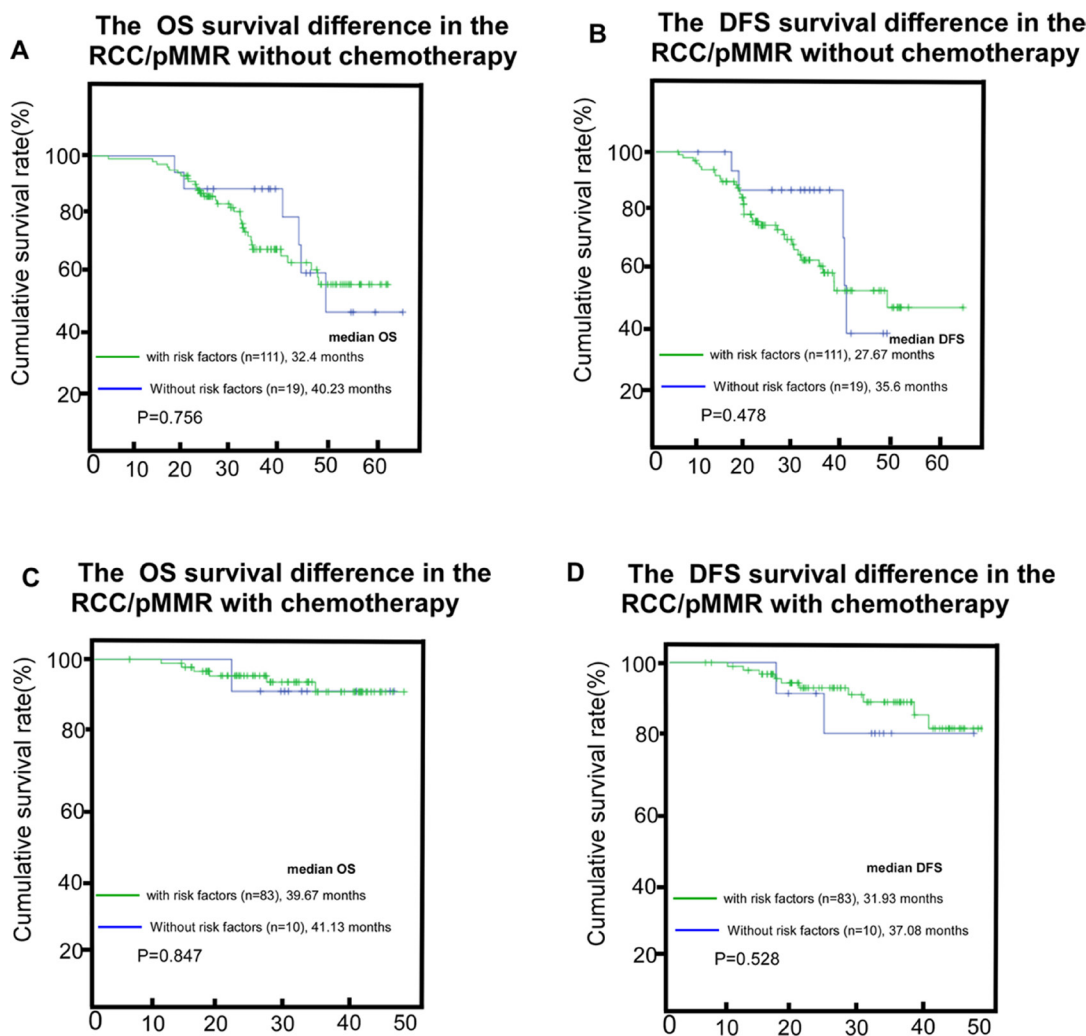 A
The OS survival difference in the
RCC/pMMR without chemotherapy
Cumulative survival rate(%)
100
80
60
40
20
median OS
with risk factors (n=111), 32.4 months
Without risk factors (n=19), 40.23 months
P=0.756
0 10 20 30 40 50 60
B
The DFS survival difference in the
RCC/pMMR without chemotherapy
Cumulative survival rate(%)
100
80
60
40
20
median DFS
with risk factors (n=111), 27.67 months
Without risk factors (n=19), 35.6 months
P=0.478
0 10 20 30 40 50 60
C
The OS survival difference in the
RCC/pMMR with chemotherapy
Cumulative survival rate(%)
100
80
60
40
20
median OS
with risk factors (n=83), 39.67 months
Without risk factors (n=10), 41.13 months
P=0.847
0 10 20 30 40 50
D
The DFS survival difference in the
RCC/pMMR with chemotherapy
Cumulative survival rate(%)
100
80
60
40
20
median DFS
with risk factors (n=83), 31.93 months
Without risk factors (n=10), 37.08 months
P=0.528
0 10 20 30 40 50